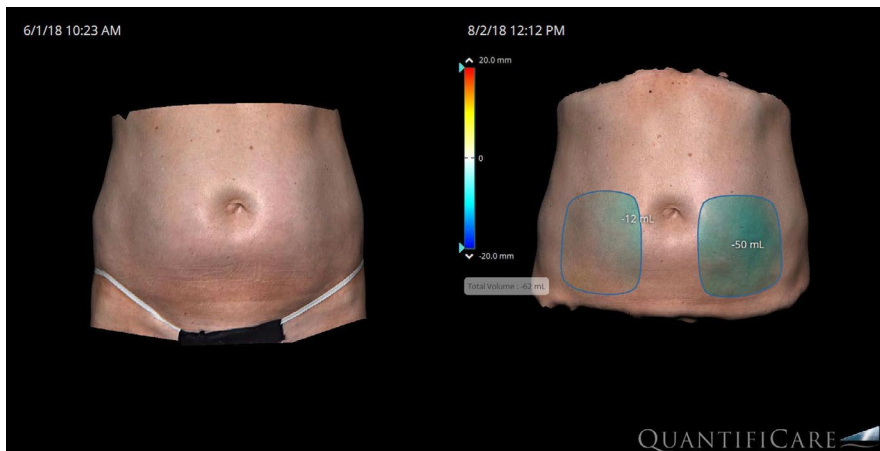 6/1/18 10:23 AM
8/2/18 12:12 PM
20.0 mm
0
-20.0 mm
-12 mL
-50 mL
Total Volume : -62 mL
QUANTIFICARE